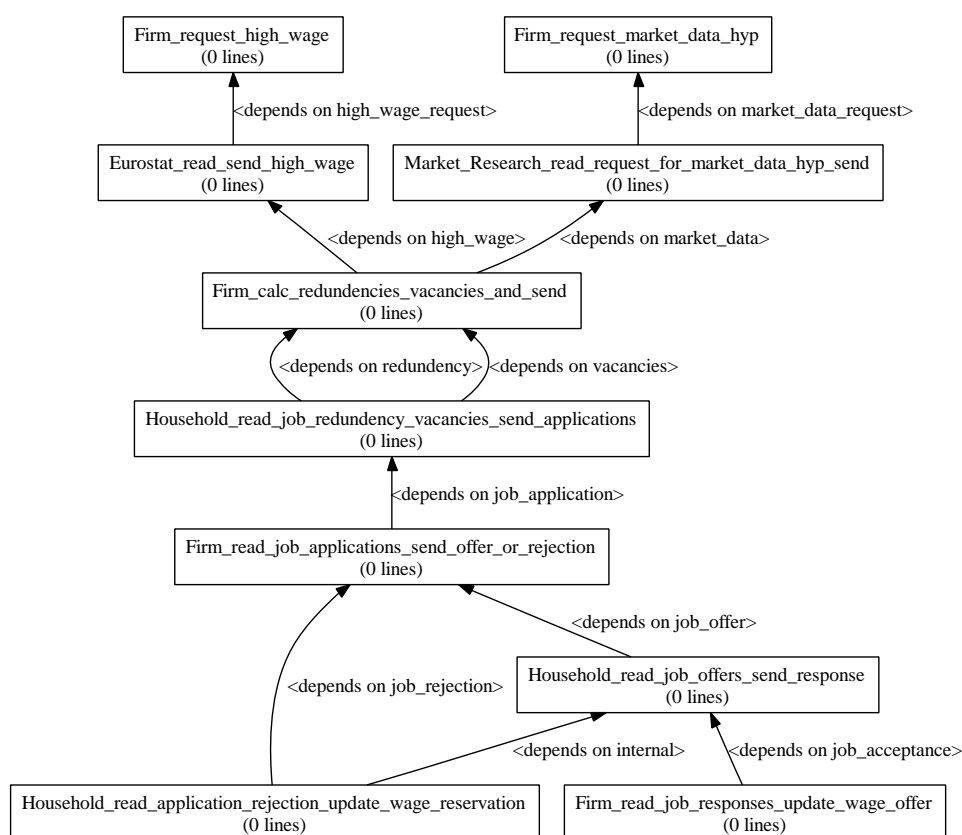 Firm_request_high_wage
(0 lines)
Firm_request_market_data_hyp
(0 lines)
<depends on high_wage_request>
<depends on market_data_request>
Eurostat_read_send_high_wage
(0 lines)
Market_Research_read_request_for_market_data_hyp_send
(0 lines)
<depends on high_wage>
<depends on market_data>
Firm_calc_redundencies_vacancies_and_send
(0 lines)
<depends on redundency>
<depends on vacancies>
Household_read_job_redundency_vacancies_send_applications
(0 lines)
<depends on job_application>
Firm_read_job_applications_send_offer_or_rejection
(0 lines)
<depends on job_offer>
Household_read_job_offers_send_response
(0 lines)
<depends on job_rejection>
<depends on internal>
<depends on job_acceptance>
Household_read_application_rejection_update_wage_reservation
(0 lines)
Firm_read_job_responses_update_wage_offer
(0 lines)